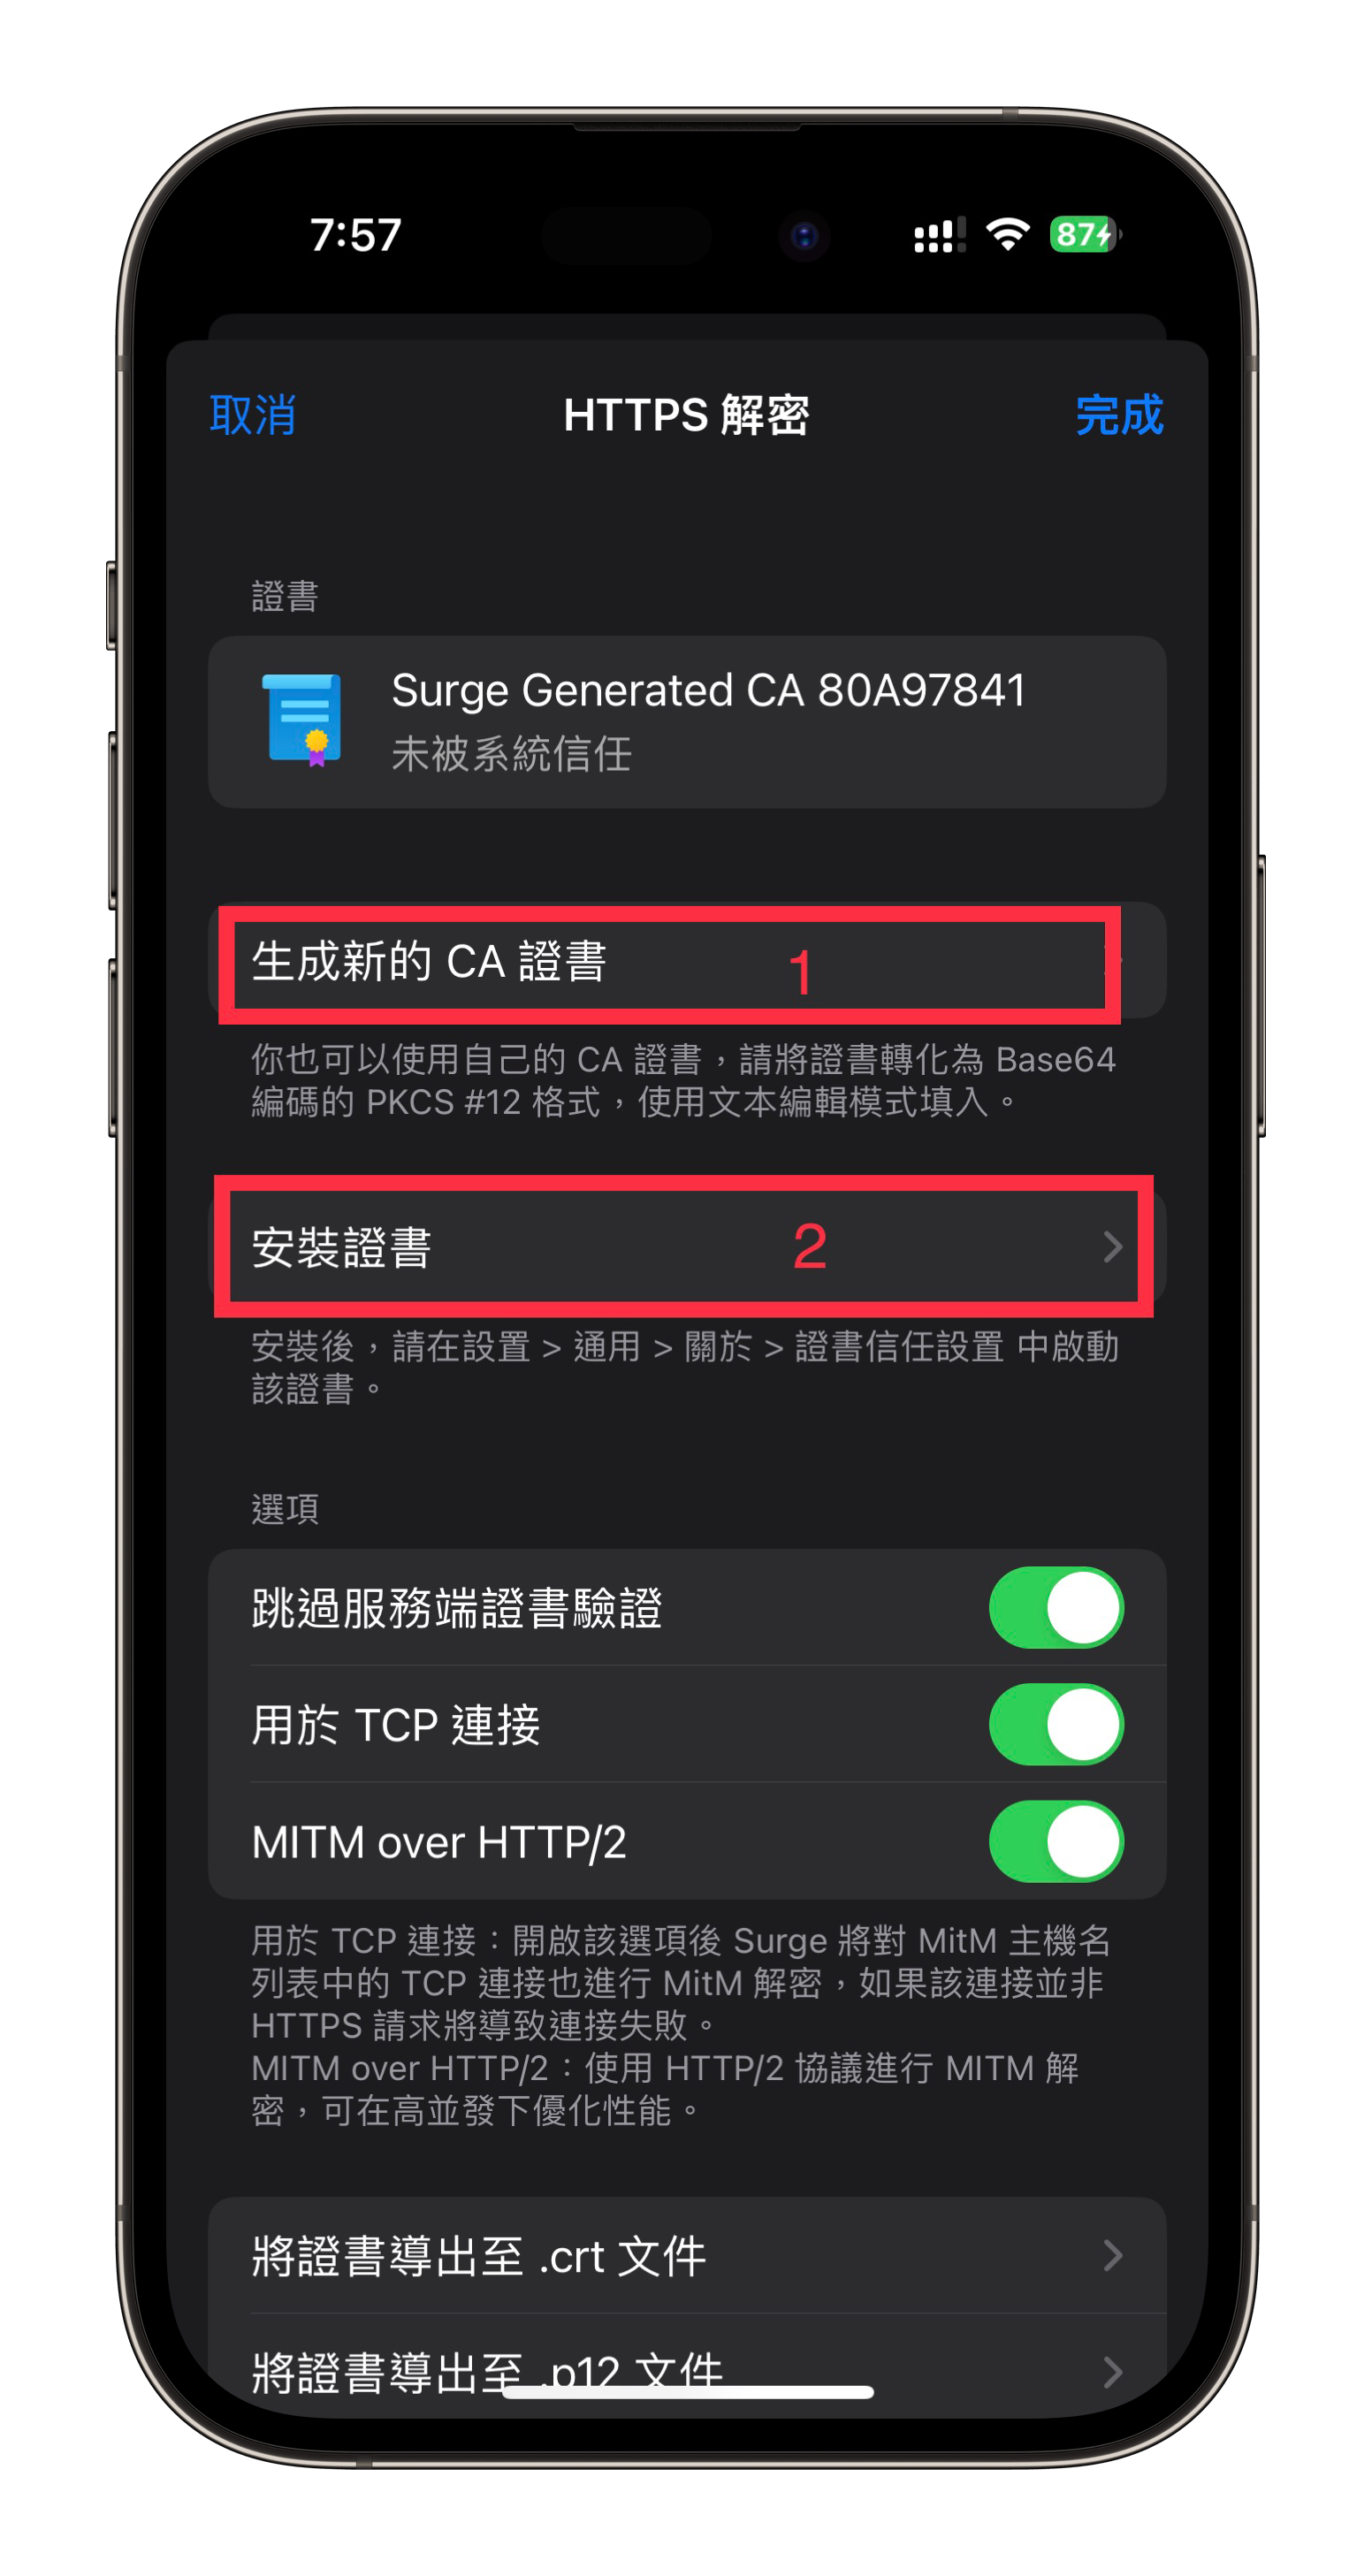 7:57
87
取消
HTTPS 解密
完成
證書
Surge Generated CA 80A97841
未被系統信任
生成新的 CA 證書
1
你也可以使用自己的 CA 證書，請將證書轉化為 Base64
編碼的 PKCS #12 格式，使用文本編輯模式填入。
安裝證書
2
安裝後，請在設置 > 通用 > 關於 > 證書信任設置 中啟動
該證書。
選項
跳過服務端證書驗證
用於 TCP 連接
MITM over HTTP/2
用於 TCP 連接：開啟該選項後 Surge 將對 MitM 主機名
列表中的 TCP 連接也進行 MitM 解密，如果該連接並非
HTTPS 請求將導致連接失敗。
MITM over HTTP/2：使用 HTTP/2 協議進行 MITM 解
密，可在高並發下優化性能。
將證書導出至 .crt 文件
將證書導出至 .p12 文件